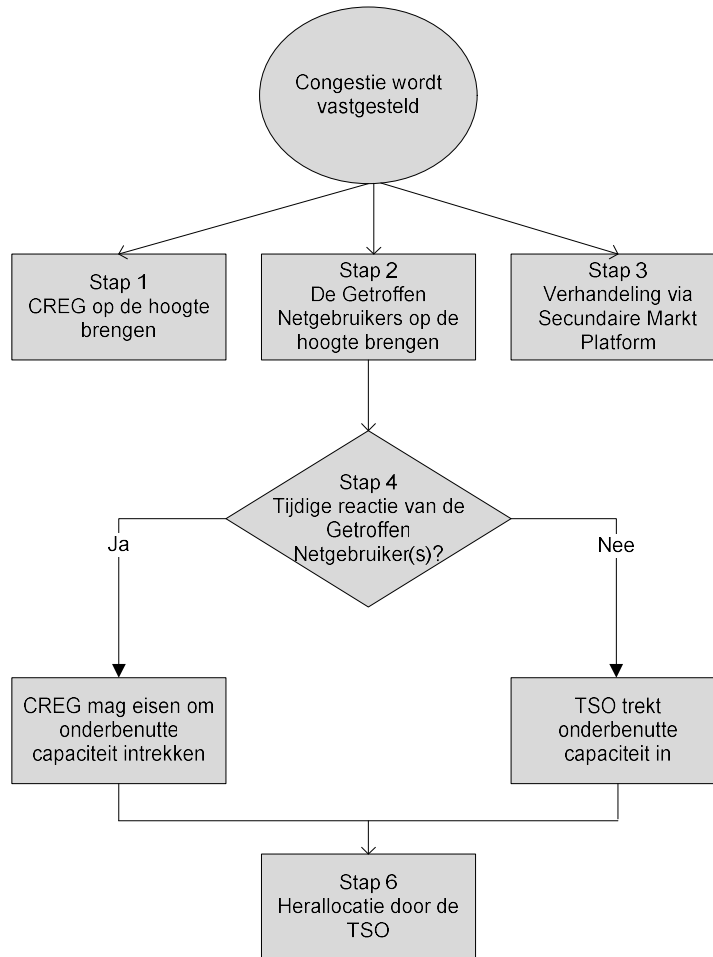 Congestie wordt
vastgesteld
Stap 1
CREG op de hoogte
brengen
Stap 2
De Getroffen
Netgebruikers op de
hoogte brengen
Stap 3
Verhandeling via
Secundaire Markt
Platform
Stap 4
Tijdige reactie van de
Getroffen
Netgebruiker(s)?
Ja
Nee
CREG mag eisen om
onderbenutte
capaciteit intrekken
TSO trekt
onderbenutte
capaciteit in
Stap 6
Herallocatie door de
TSO